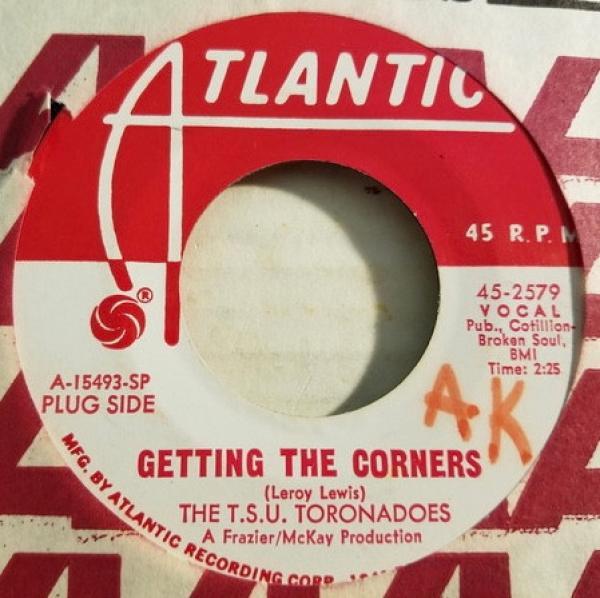 ATLANTIC
45 R.P.M
®
45-2579
VOCAL
Pub., Cotillion-
Broken Soul,
BMI
Time: 2:25
A-15493-SP
PLUG SIDE
AK
GETTING THE CORNERS
(Leroy Lewis)
THE T.S.U. TORONADOES
A Frazier/McKay Production
MFG. BY ATLANTIC RECORDING CORP.